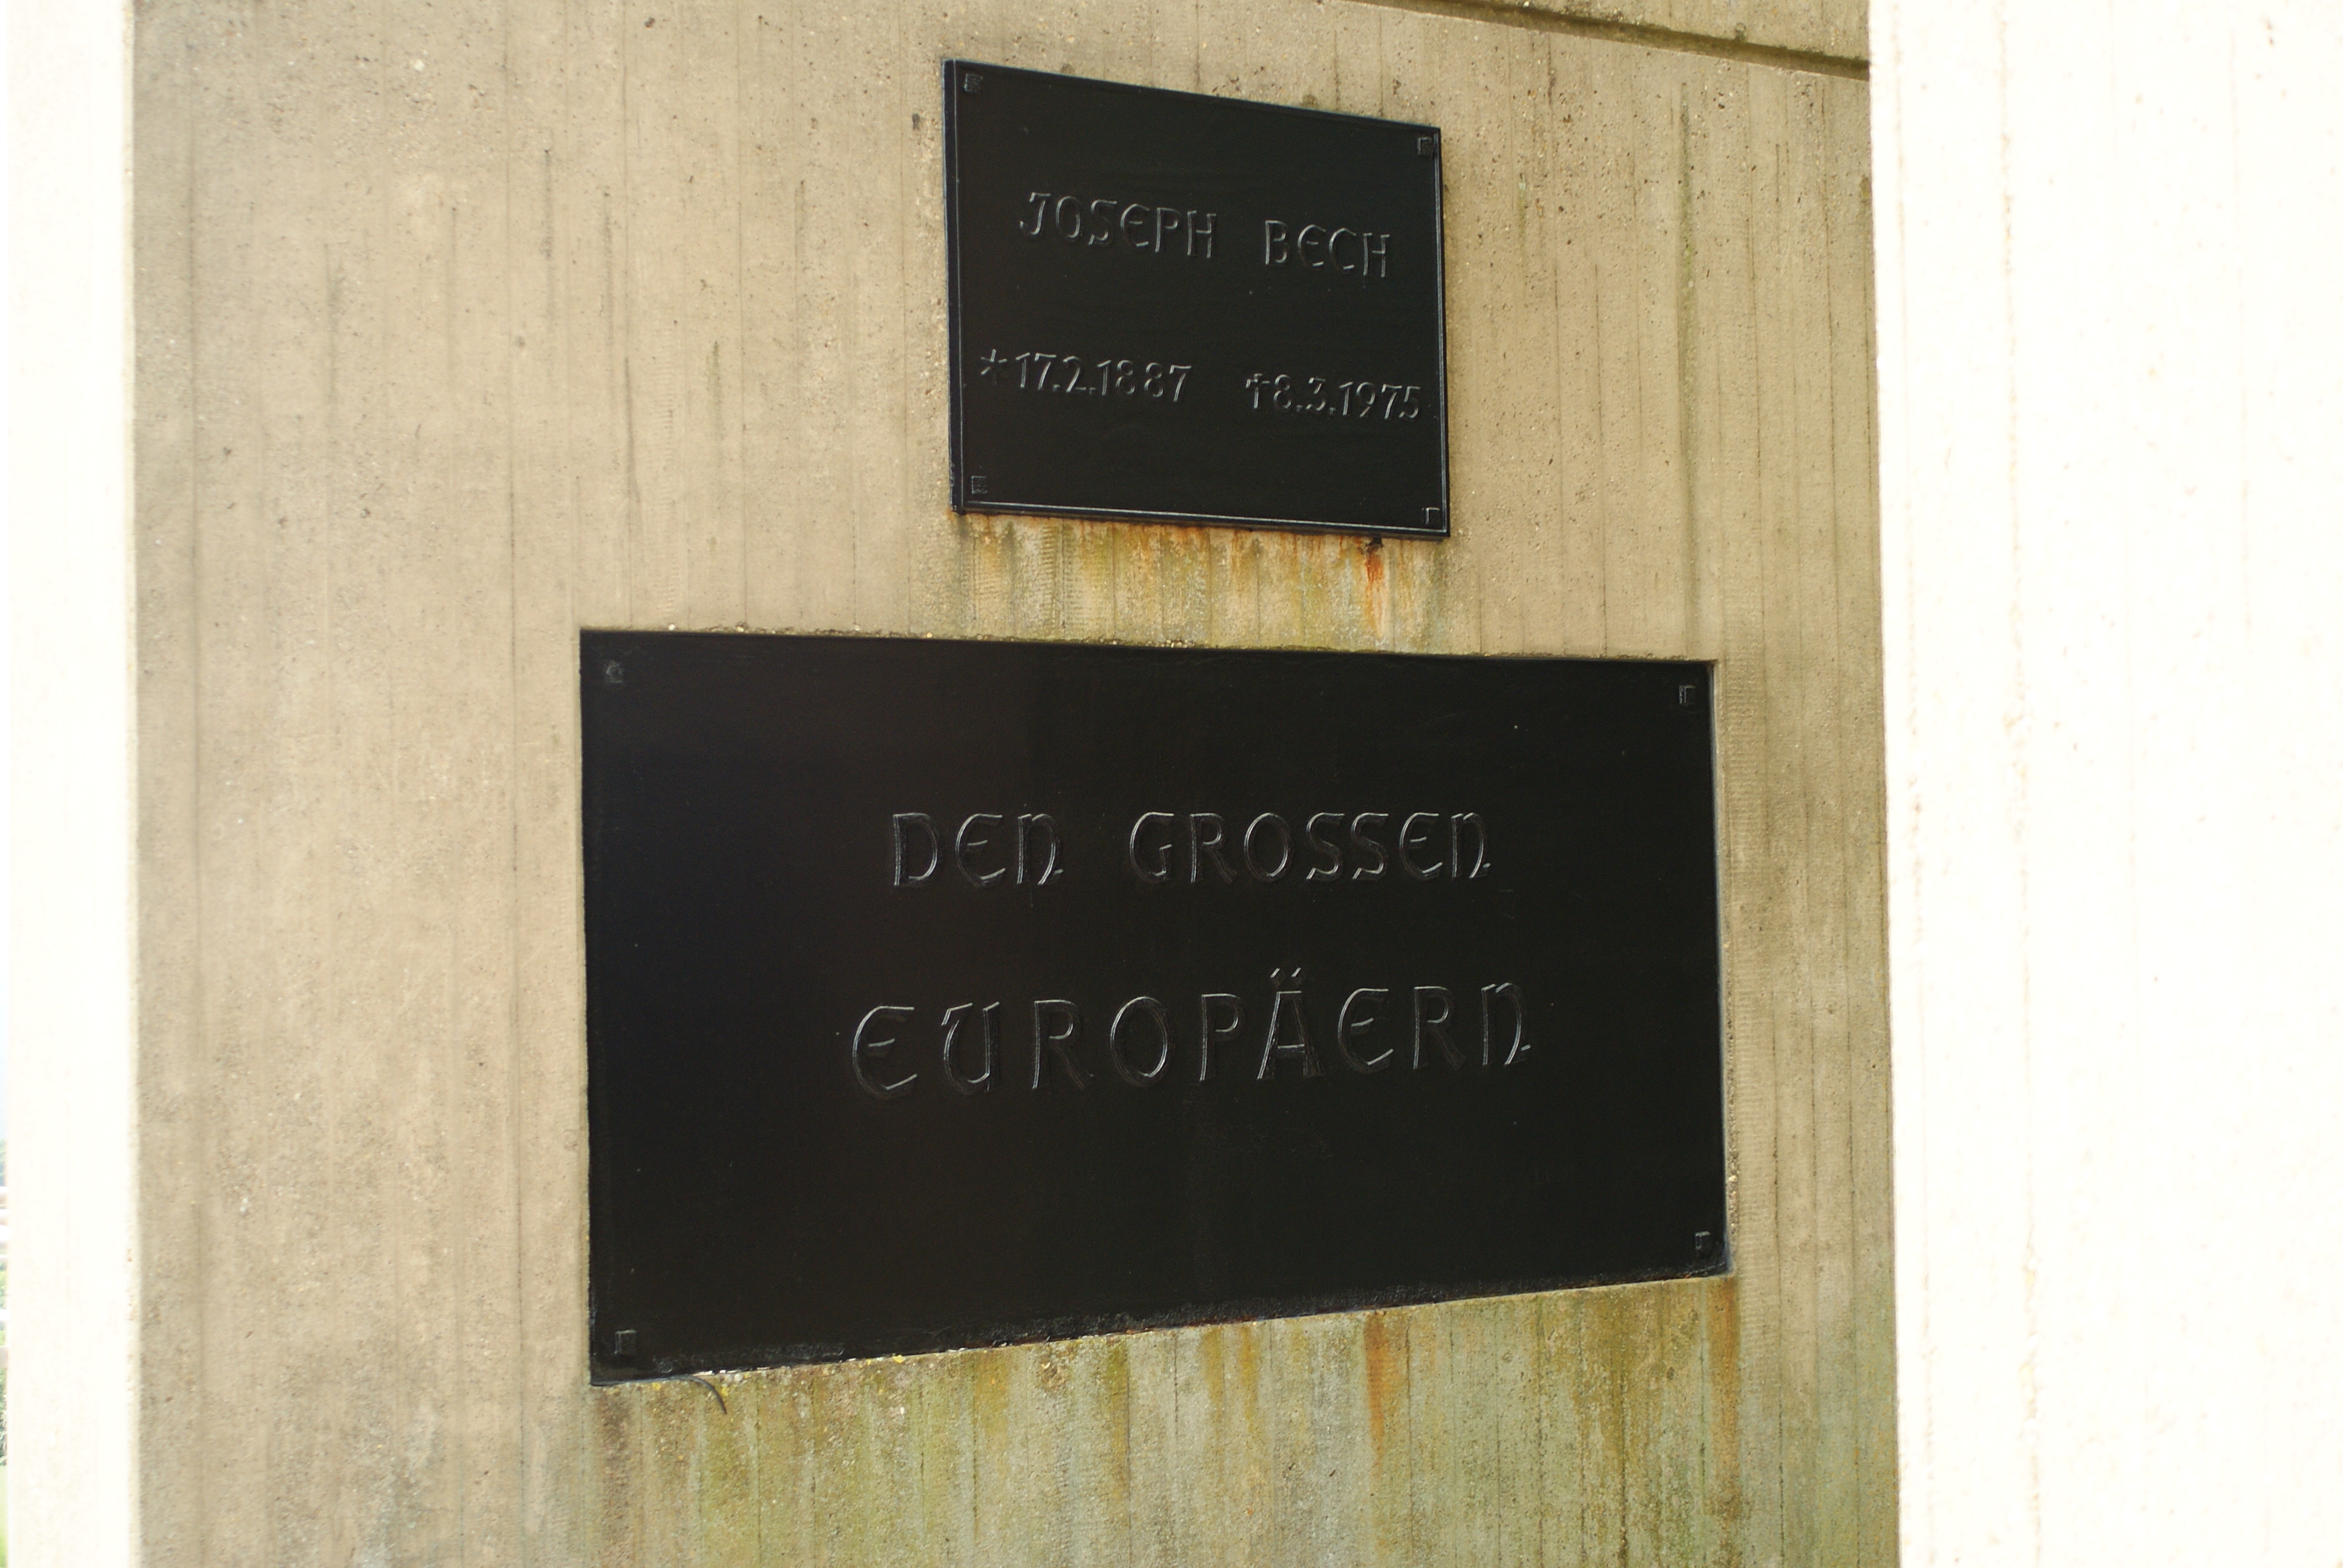 JOSEPH BECH
*17.2.1887 †8.3.1975
DEN GROSSEN
EUROPÄERN